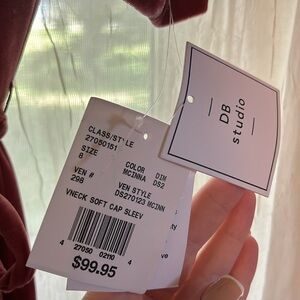 DB
studio
CLASS/STYLE
27050151
SIZE
8
COLOR
MCINNA
DIM
DS2
VEN #
298
VEN STYLE
DS270123 MCINN
VNECK SOFT CAP SLEEV
4 27050 02110 4
$99.95